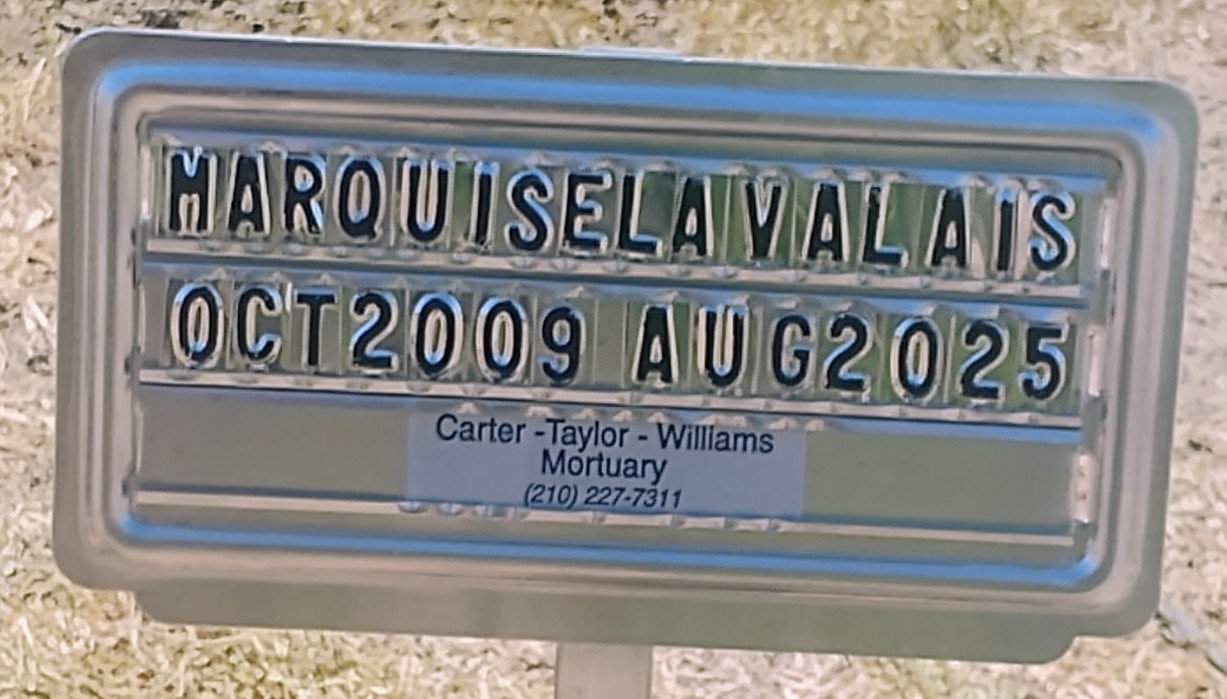 MARQUISELAVALAIS
OCT2009 AUG2025
Carter -Taylor - Williams
Mortuary
(210) 227-7311